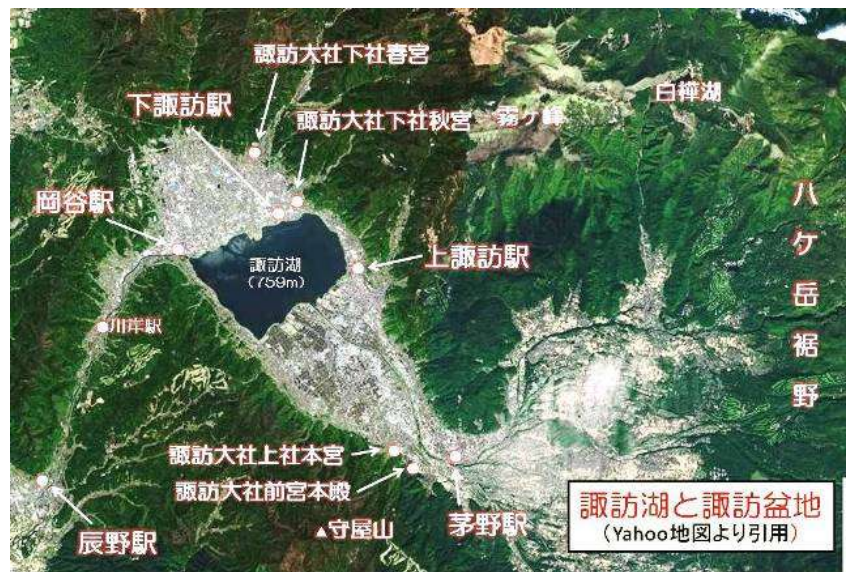 諏訪大社下社春宮
下諏訪駅
諏訪大社下社秋宮
霧ケ峰
白樺湖
岡谷駅
八ケ岳裾野
諏訪湖
(759m)
上諏訪駅
川岸駅
諏訪大社上社本宮
諏訪大社前宮本殿
辰野駅
▲守屋山
茅野駅
諏訪湖と諏訪盆地
(Yahoo地図より引用)